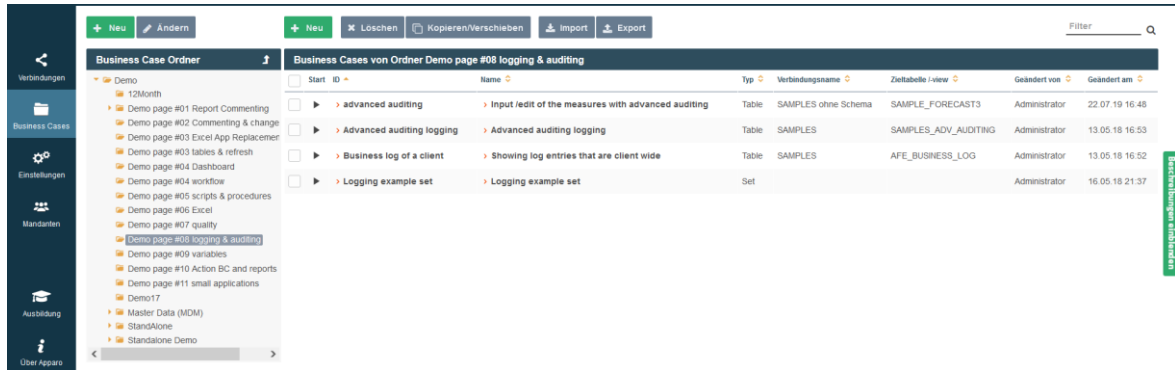 Neu Ändern
Neu Löschen Kopieren/Verschieben Import Export
Filter
Verbindungen
Business Cases
Einstellungen
Mandanten
Ausbildung
Über Apparo
Business Case Ordner
Demo
12Month
Demo page #01 Report Commenting
Demo page #02 Commenting & change
Demo page #03 Excel App Replacemen
Demo page #03 tables & refresh
Demo page #04 Dashboard
Demo page #04 workflow
Demo page #05 scripts & procedures
Demo page #06 Excel
Demo page #07 quality
Demo page #08 logging & auditing
Demo page #09 variables
Demo page #10 Action BC and reports
Demo page #11 small applications
Demo17
Master Data (MDM)
StandAlone
Standalone Demo
Business Cases von Ordner Demo page #08 logging & auditing
Start ID Name Typ Verbindungsname Zieltabelle /-view Geändert von Geändert am
advanced auditing Input /edit of the measures with advanced auditing Table SAMPLES ohne Schema SAMPLE_FORECAST3 Administrator 22.07.19 16:48
Advanced auditing logging Advanced auditing logging Table SAMPLES SAMPLES_ADV_AUDITING Administrator 13.05.18 16:53
Business log of a client Showing log entries that are client wide Table SAMPLES AFE_BUSINESS_LOG Administrator 13.05.18 16:52
Logging example set Logging example set Set Administrator 16.05.18 21:37
Beschreibungen einblenden